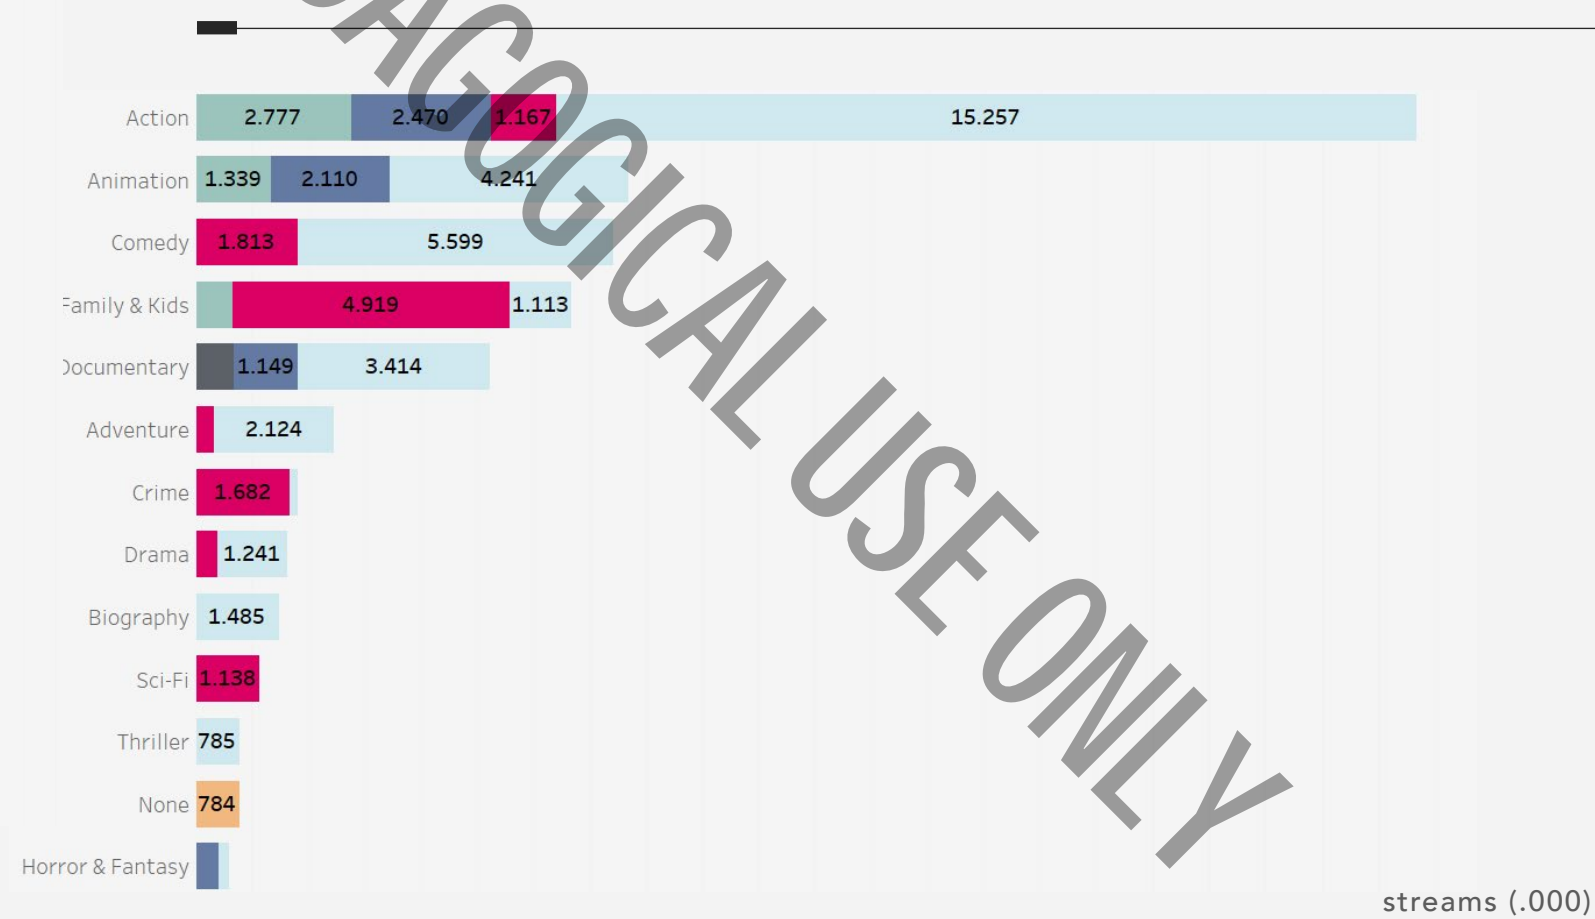 Action 2.777 2.470 1.167 15.257
Animation 1.339 2.110 4.241
Comedy 1.813 5.599
Family & Kids 4.919 1.113
Documentary 1.149 3.414
Adventure 2.124
Crime 1.682
Drama 1.241
Biography 1.485
Sci-Fi 1.138
Thriller 785
None 784
Horror & Fantasy
streams (.000)
AGOGICAL USE ONLY